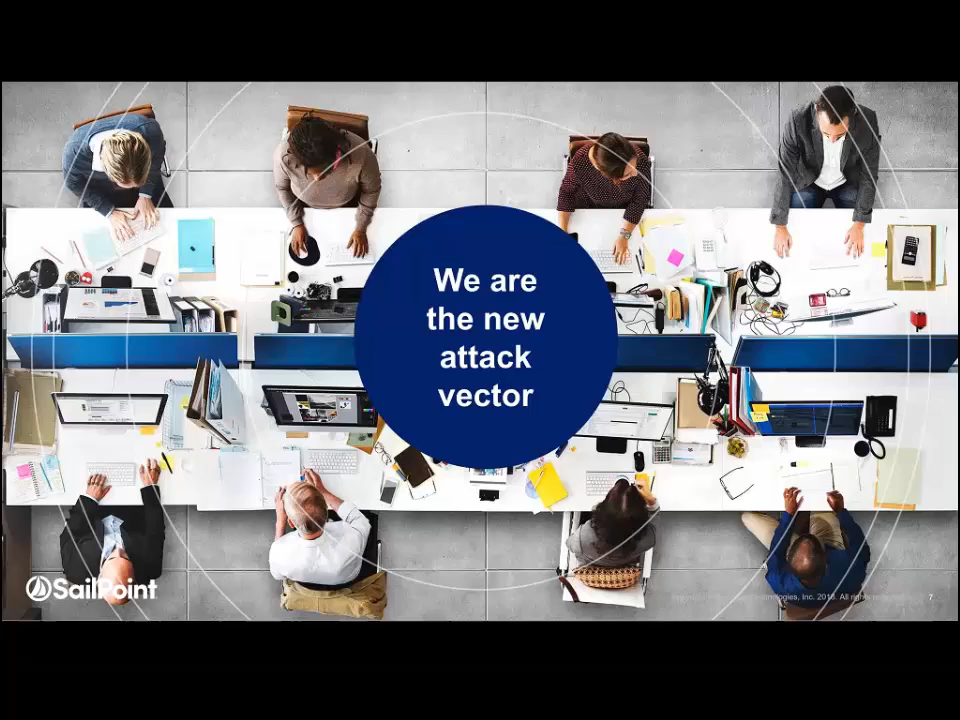 We are
the new
attack
vector
SailPoint
7